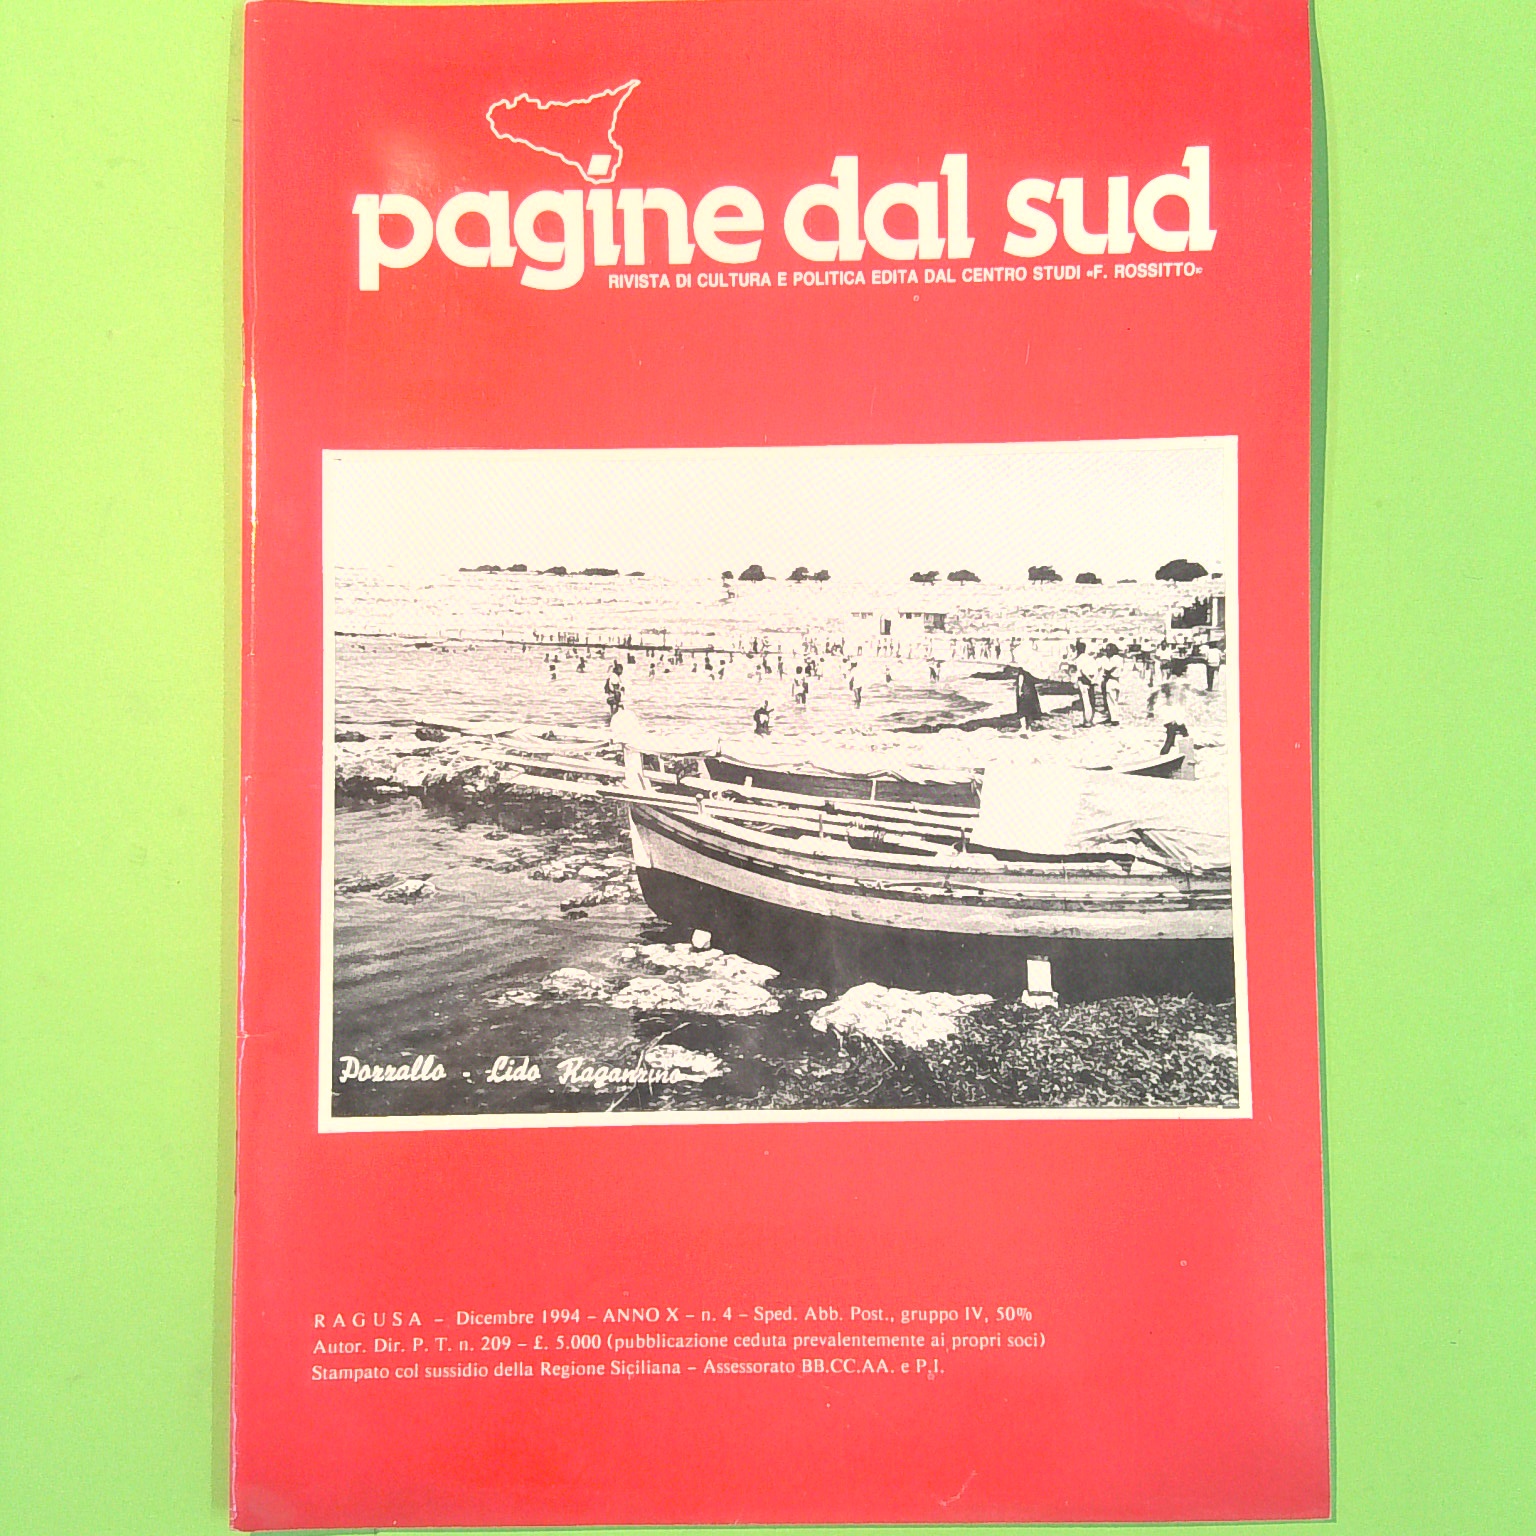 pagine dal sud
RIVISTA DI CULTURA E POLITICA EDITA DAL CENTRO STUDI «F. ROSSITTO»
Pozzallo - Lido Raganzino
RAGUSA – Dicembre 1994 – ANNO X – n. 4 – Sped. Abb. Post., gruppo IV, 50%
Autor. Dir. P. T. n. 209 – £. 5.000 (pubblicazione ceduta prevalentemente ai propri soci)
Stampato col sussidio della Regione Siciliana – Assessorato BB.CC.AA. e P.I.